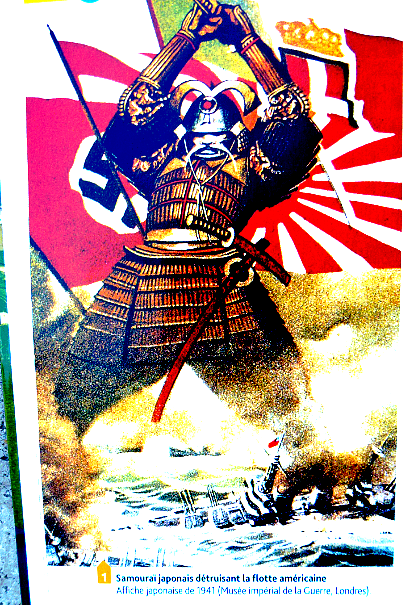 1 Samouraï japonais détruisant la flotte américaine
Affiche japonaise de 1941 (Musée impérial de la Guerre, Londres)